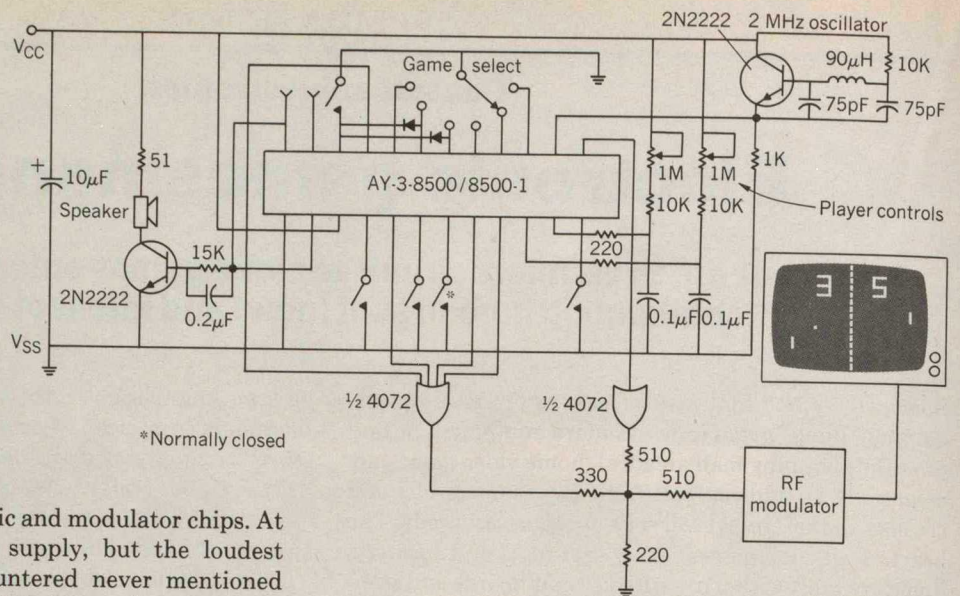 2N2222
2 MHz oscillator
VCC
Game select
90μH
10K
75pF
75pF
51
+
10μF
AY-3-8500/8500-1
1M
1M
1K
Speaker
10K
10K
Player controls
15K
220
2N2222
0.2μF
0.1μF
0.1μF
3 5
VSS
*
½ 4072
½ 4072
*Normally closed
510
330
510
RF
modulator
220
ic and modulator chips. At
supply, but the loudest
untered never mentioned